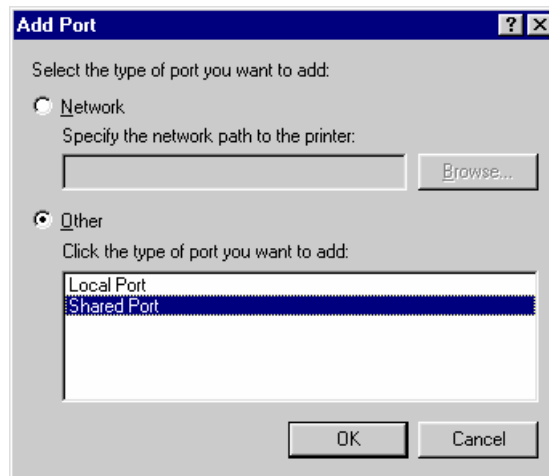 Add Port
Select the type of port you want to add:
Network
Specify the network path to the printer:
Browse...
Other
Click the type of port you want to add:
Local Port
Shared Port
OK
Cancel